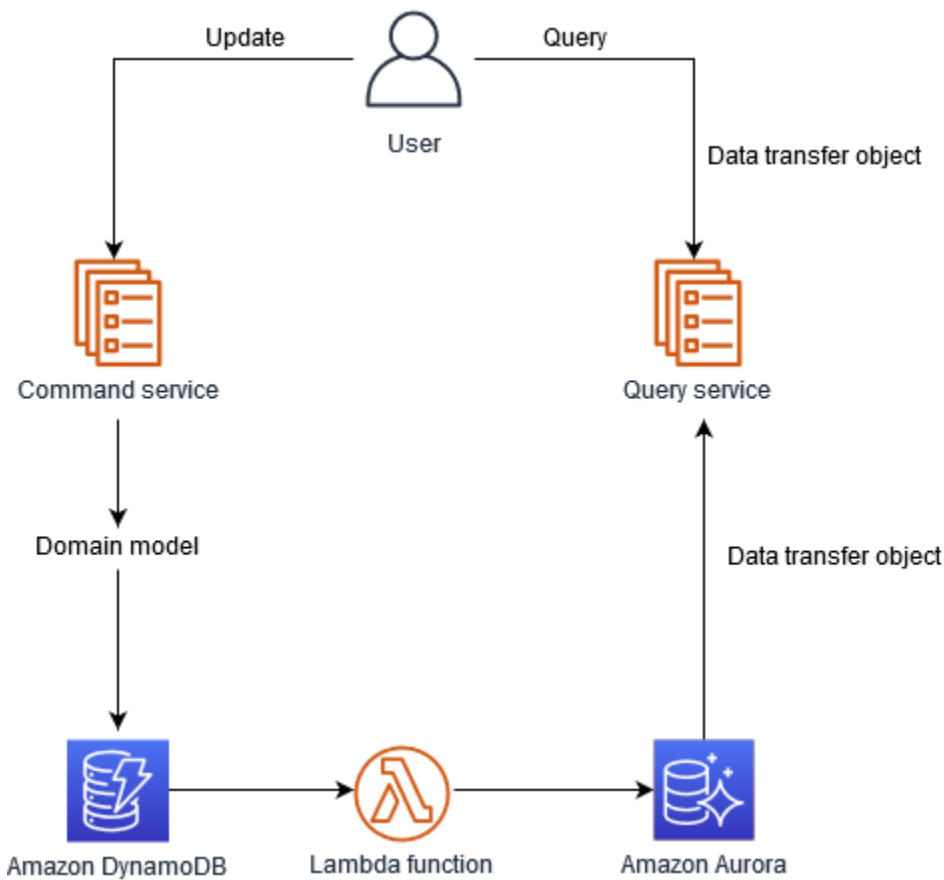 Update
Query
User
Data transfer object
Command service
Query service
Domain model
Data transfer object
Amazon DynamoDB
Lambda function
Amazon Aurora